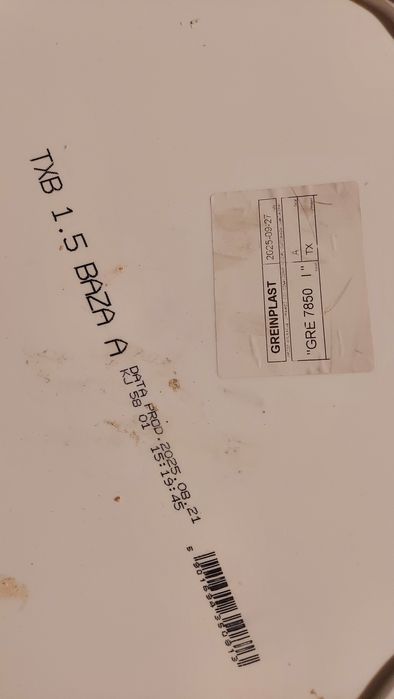 TXB 1.5 BAZA A
DATA PROD.2025.08.21
KJ 58 01 15:19:45
GREINPLAST 2025-09-27
A
"GRE 7850 I" TX